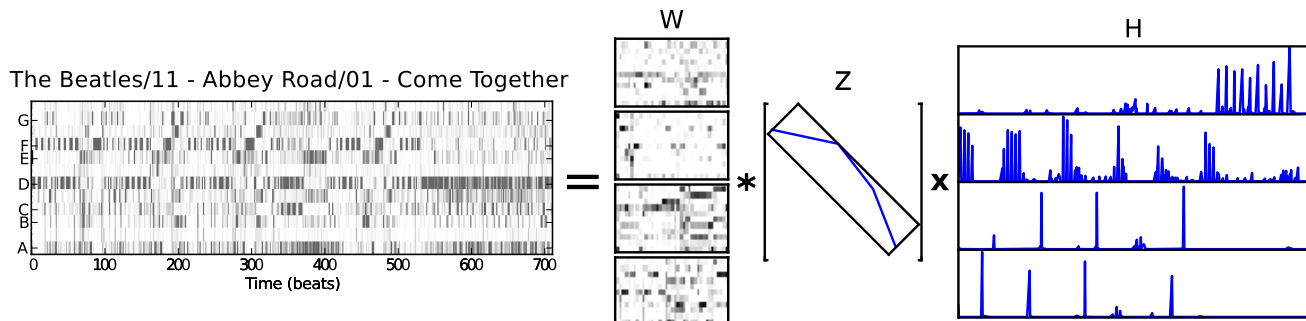 The Beatles/11 - Abbey Road/01 - Come Together
G
F
E
D
C
B
A
0 100 200 300 400 500 600 700
Time (beats)
=
W
*
Z
x
H